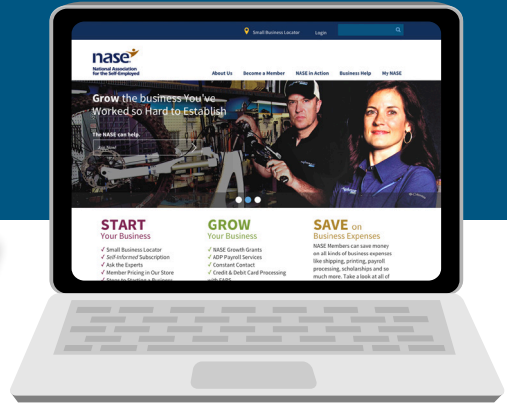 Small Business Locator
Login
nase
National Association
for the Self-Employed
About Us
Become a Member
NASE in Action
Business Help
My NASE
Grow the business You've
Worked so Hard to Establish
The NASE can help.
START
Your Business
✓ Small Business Locator
✓ Self-Informed Subscription
✓ Ask the Experts
✓ Member Pricing in Our Store
GROW
Your Business
✓ NASE Growth Grants
✓ ADP Payroll Services
✓ Constant Contact
✓ Credit & Debit Card Processing
SAVE on
Business Expenses
NASE Members can save money
on all kinds of business expenses
like shipping, printing, payroll
processing, scholarships and so
much more. Take a look at all of